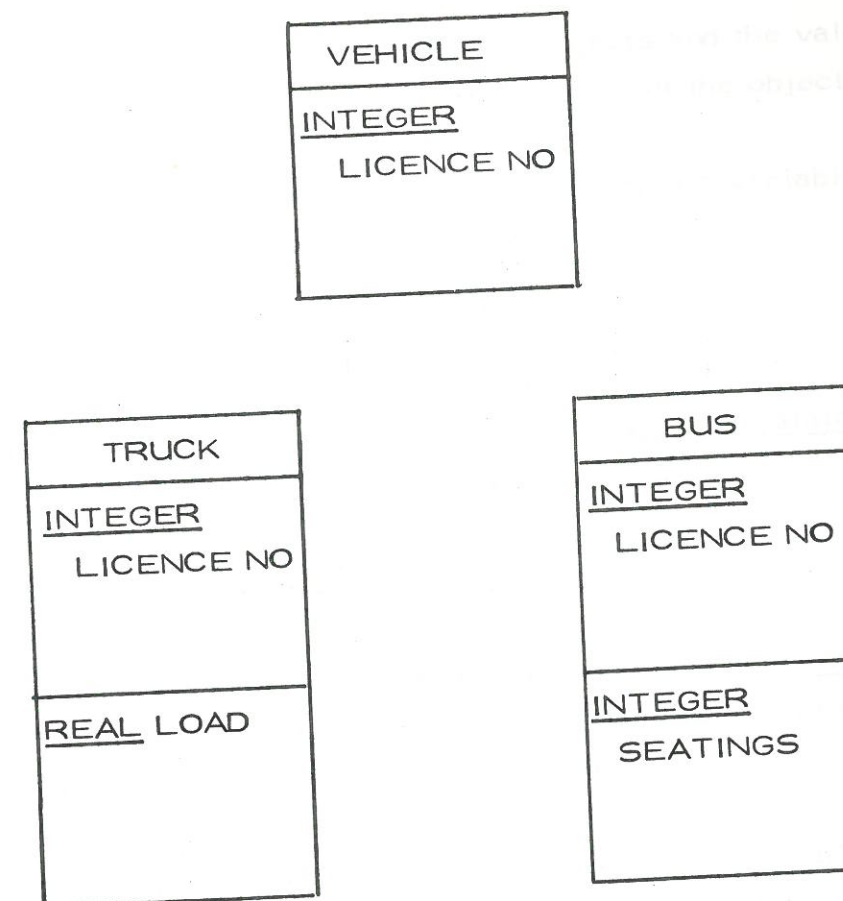 VEHICLE
INTEGER
LICENCE NO
TRUCK
INTEGER
LICENCE NO
REAL LOAD
BUS
INTEGER
LICENCE NO
INTEGER
SEATINGS